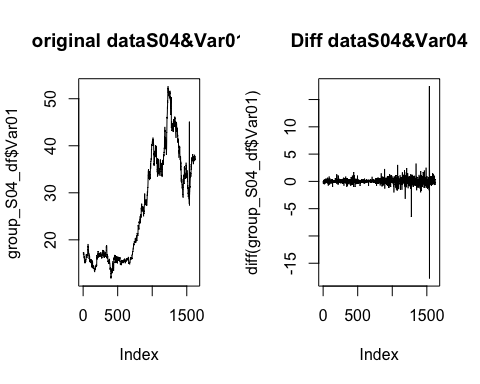 original dataS04&Var01
group_S04_df$Var01
20
30
40
50
0
500
1500
Index
Diff dataS04&Var04
diff(group_S04_df$Var01)
-15
-5
0
5
10
0
500
1500
Index